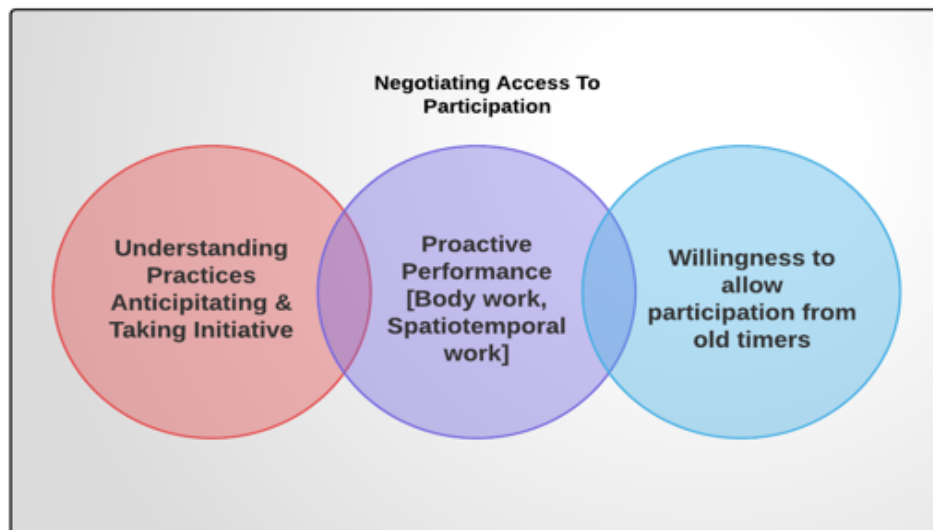 Negotiating Access To
Participation
Understanding
Practices
Anticipitating &
Taking Initiative
Proactive
Performance
[Body work,
Spatiotemporal
work]
Willingness to
allow
participation from
old timers